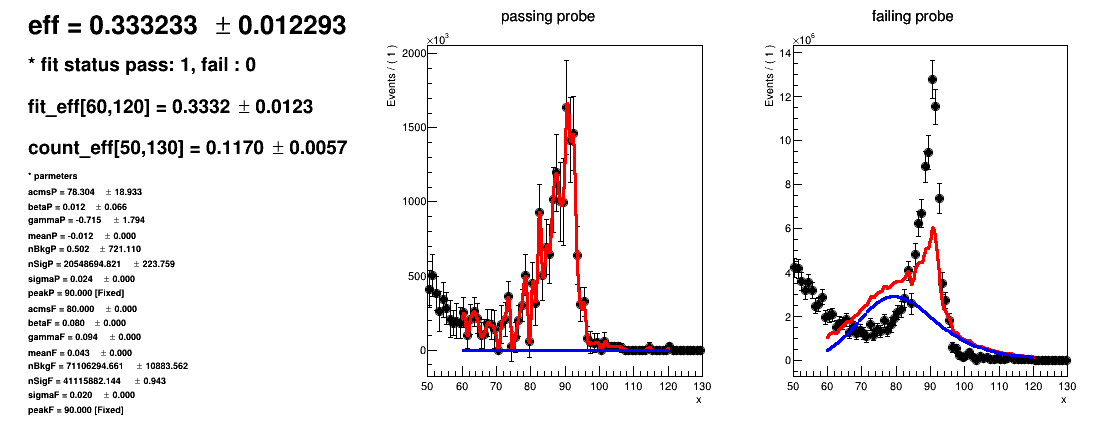 eff = 0.333233 ± 0.012293
* fit status pass: 1, fail : 0
fit_eff[60,120] = 0.3332 ± 0.0123
count_eff[50,130] = 0.1170 ± 0.0057
* parmeters
acmsP = 78.304 ± 18.933
betaP = 0.012 ± 0.066
gammaP = -0.715 ± 1.794
meanP = -0.012 ± 0.000
nBkgP = 0.502 ± 721.110
nSigP = 20548694.821 ± 223.759
sigmaP = 0.024 ± 0.000
peakP = 90.000 [Fixed]
acmsF = 80.000 ± 0.000
betaF = 0.080 ± 0.000
gammaF = 0.094 ± 0.000
meanF = 0.043 ± 0.000
nBkgF = 71106294.661 ± 10883.562
nSigF = 41115882.144 ± 0.943
sigmaF = 0.020 ± 0.000
peakF = 90.000 [Fixed]
passing probe
×10³
Events / ( 1 )
2000
1500
1000
500
0
50 60 70 80 90 100 110 120 130
x
failing probe
×10⁶
Events / ( 1 )
14
12
10
8
6
4
2
0
50 60 70 80 90 100 110 120 130
x